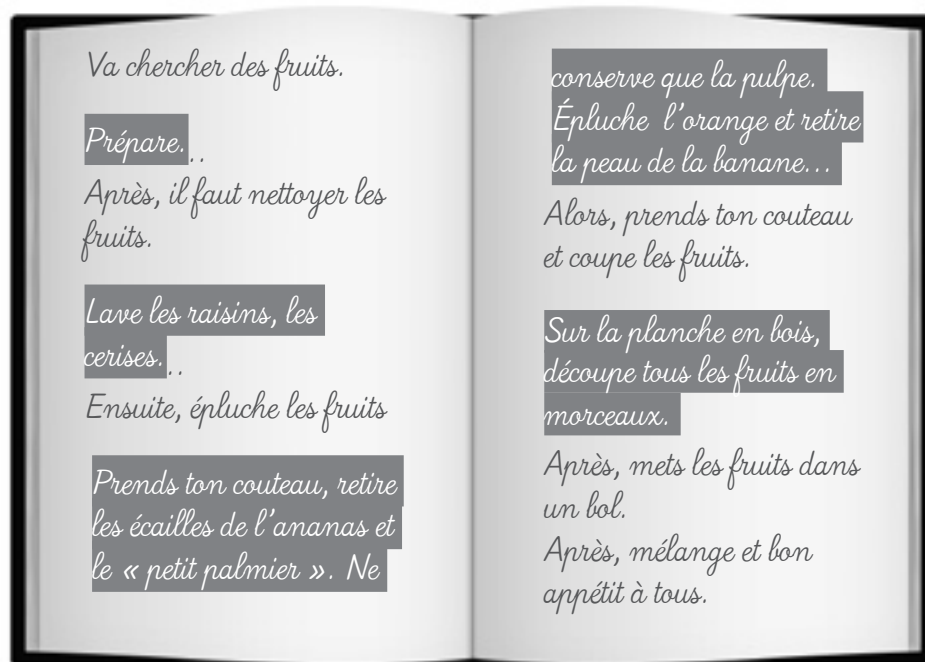 Va chercher des fruits.
Prépare...
Après, il faut nettoyer les
fruits.
Lave les raisins, les
cerises...
Ensuite, épluche les fruits
Prends ton couteau, retire
les écailles de l'ananas et
le « petit palmier ». Ne
conserve que la pulpe.
Épluche l'orange et retire
la peau de la banane...
Alors, prends ton couteau
et coupe les fruits.
Sur la planche en bois,
découpe tous les fruits en
morceaux.
Après, mets les fruits dans
un bol.
Après, mélange et bon
appétit à tous.